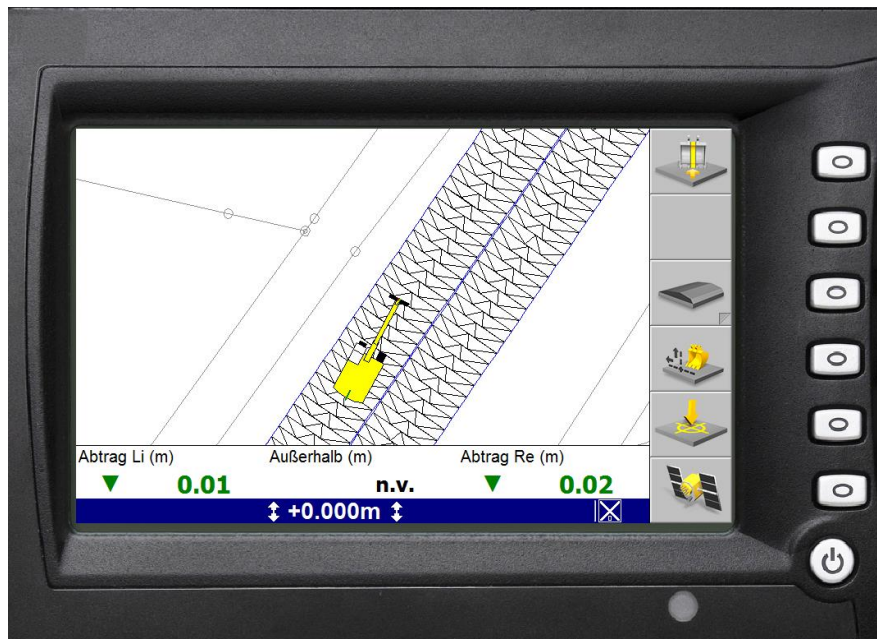 Abtrag Li (m) Außerhalb (m) Abtrag Re (m)
▼ 0.01 n.v. ▼ 0.02
+0.000m